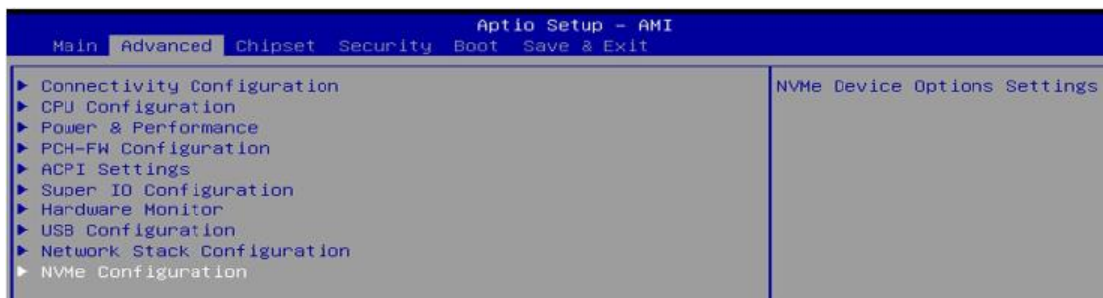 Aptio Setup - AMI
Main Advanced Chipset Security Boot Save & Exit
► Connectivity Configuration
► CPU Configuration
► Power & Performance
► PCH-FW Configuration
► ACPI Settings
► Super IO Configuration
► Hardware Monitor
► USB Configuration
► Network Stack Configuration
► NVMe Configuration
NVMe Device Options Settings